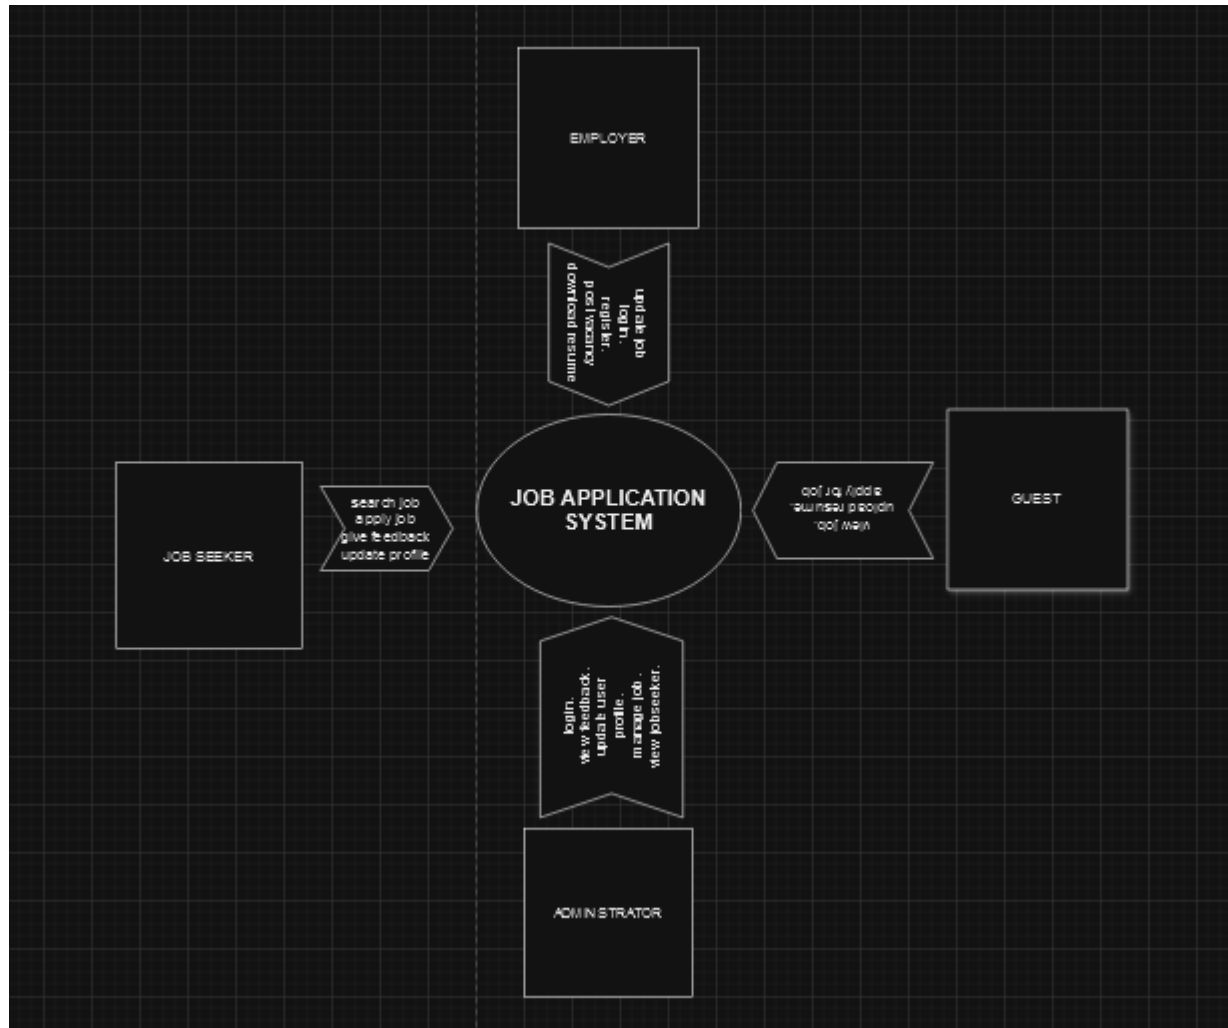 EMPLOYER
update job
login .
register.
post vacancy
download resume
JOB APPLICATION
SYSTEM
view job.
upload resume.
apply for job
GUEST
search job
apply job
give feedback
update profile
JOB SEEKER
login.
view feedback.
update user
profile.
manage job .
view jobseeker.
ADMINISTRATOR